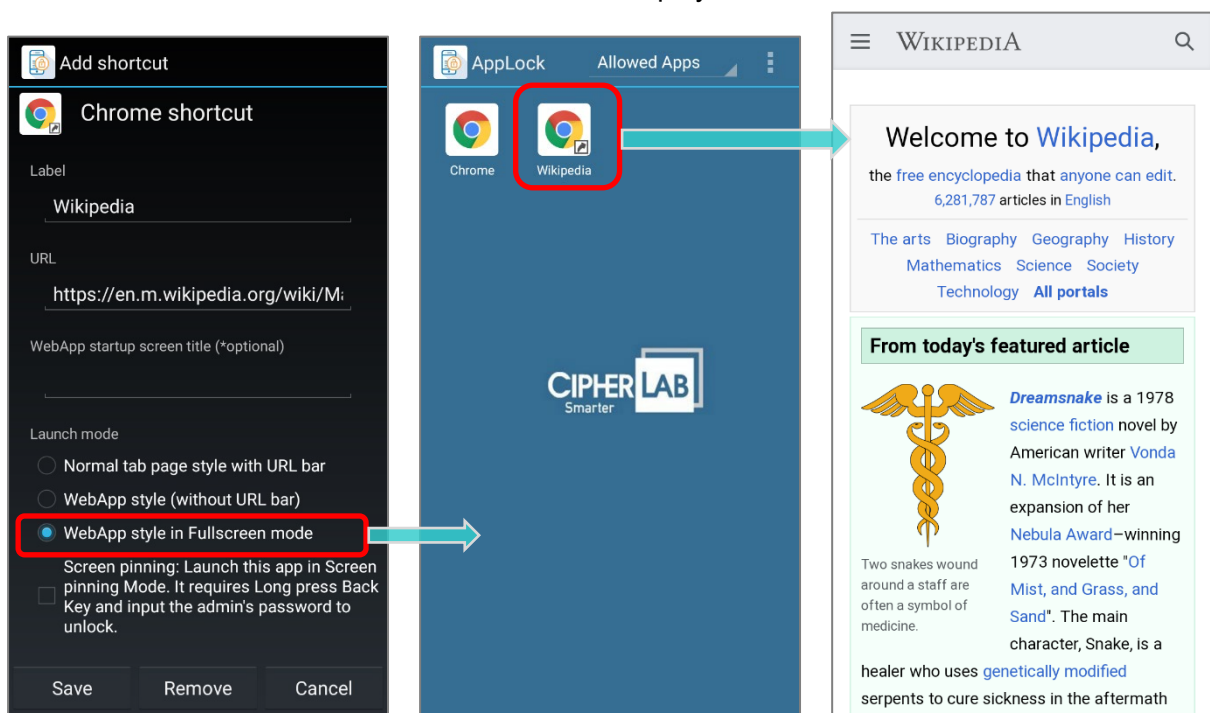 Add shortcut
Chrome shortcut
Label
Wikipedia
URL
https://en.m.wikipedia.org/wiki/M
WebApp startup screen title (*optional)
Launch mode
Normal tab page style with URL bar
WebApp style (without URL bar)
WebApp style in Fullscreen mode
Screen pinning: Launch this app in Screen
pinning Mode. It requires Long press Back
Key and input the admin's password to
unlock.
Save Remove Cancel
AppLock Allowed Apps
Chrome Wikipedia
CIPHERLAB
Smarter
WIKIPEDIA
Welcome to Wikipedia,
the free encyclopedia that anyone can edit.
6,281,787 articles in English
The arts Biography Geography History
Mathematics Science Society
Technology All portals
From today's featured article
Dreamsnake is a 1978
science fiction novel by
American writer Vonda
N. McIntyre. It is an
expansion of her
Nebula Award–winning
1973 novelette "Of
Mist, and Grass, and
Sand". The main
character, Snake, is a
Two snakes wound
around a staff are
often a symbol of
medicine.
healer who uses genetically modified
serpents to cure sickness in the aftermath